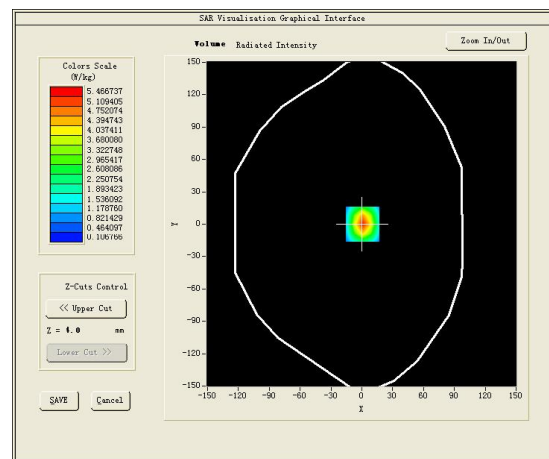 SAR Visualisation Graphical Interface
Volume Radiated Intensity
Zoom In/Out
Colors Scale
(W/kg)
5.466737
5.109405
4.752074
4.394743
4.037411
3.680080
3.322748
2.965417
2.608086
2.250754
1.893423
1.536092
1.178760
0.821429
0.464097
0.106766
Z-Cuts Control
<< Upper Cut
Z = 4.0 mm
Lower Cut >>
SAVE Cancel
150
120
90
60
30
0
-30
-60
-90
-120
-150
Y
-150 -120 -90 -60 -30 0 30 60 90 120 150
X